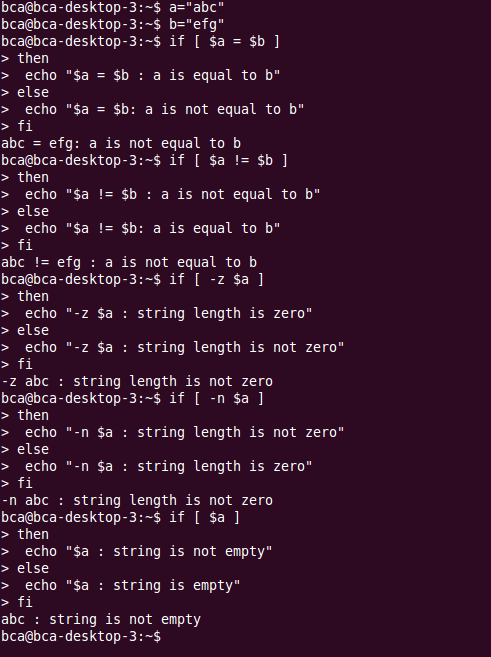 bca@bca-desktop-3:~$ a="abc"
bca@bca-desktop-3:~$ b="efg"
bca@bca-desktop-3:~$ if [ $a = $b ]
> then
>  echo "$a = $b : a is equal to b"
> else
>  echo "$a = $b: a is not equal to b"
> fi
abc = efg: a is not equal to b
bca@bca-desktop-3:~$ if [ $a != $b ]
> then
>  echo "$a != $b : a is not equal to b"
> else
>  echo "$a != $b: a is equal to b"
> fi
abc != efg : a is not equal to b
bca@bca-desktop-3:~$ if [ -z $a ]
> then
>  echo "-z $a : string length is zero"
> else
>  echo "-z $a : string length is not zero"
> fi
-z abc : string length is not zero
bca@bca-desktop-3:~$ if [ -n $a ]
> then
>  echo "-n $a : string length is not zero"
> else
>  echo "-n $a : string length is zero"
> fi
-n abc : string length is not zero
bca@bca-desktop-3:~$ if [ $a ]
> then
>  echo "$a : string is not empty"
> else
>  echo "$a : string is empty"
> fi
abc : string is not empty
bca@bca-desktop-3:~$